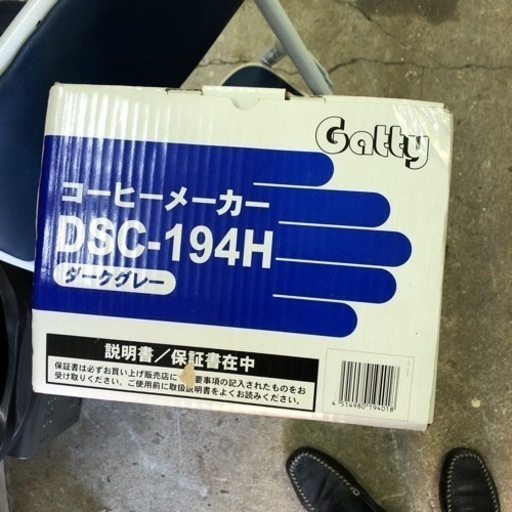 Gatty
コーヒーメーカー
DSC-194H
ダークグレー
説明書/保証書在中
保証書は必ずお買い上げ販売店に 要事項の記入されたものをお
受け取りください。ご使用前に取扱説明書をよくお読みください。
4 514980 194018